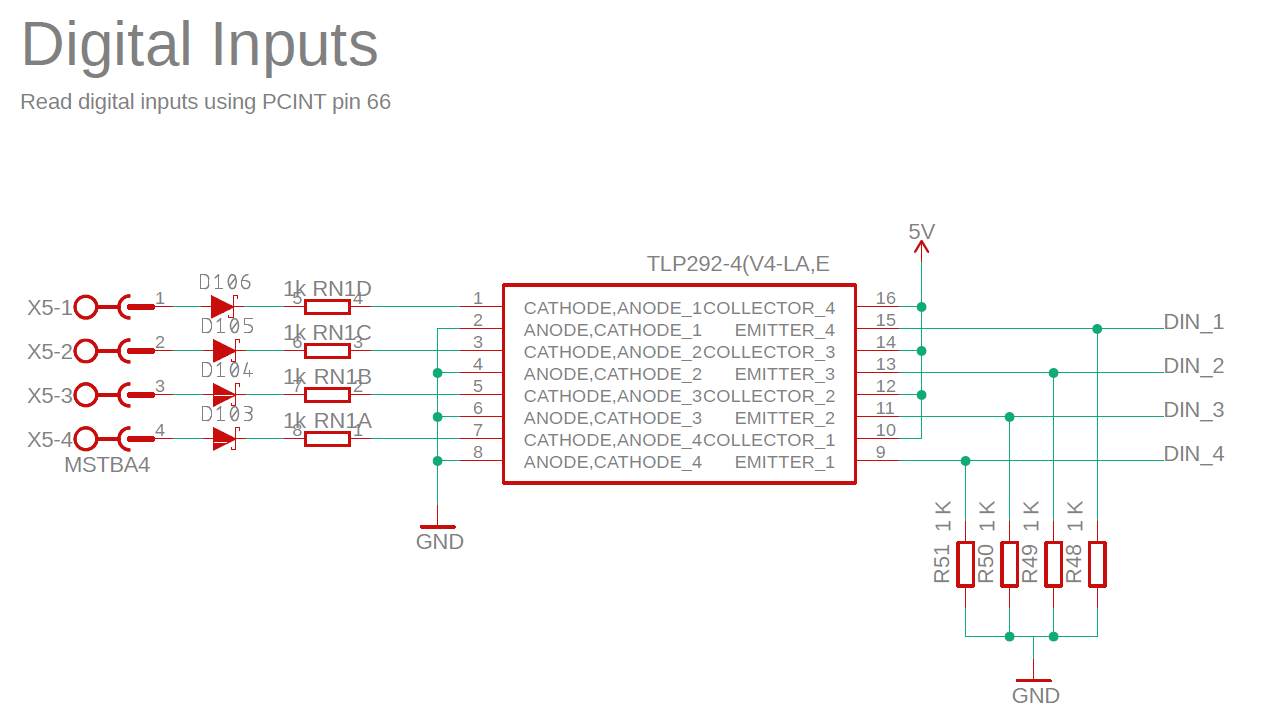 Digital Inputs
Read digital inputs using PCINT pin 66
5V
TLP292-4(V4-LA,E
X5-1 1 D106 1k RN1D 5 4 1 CATHODE,ANODE_1 COLLECTOR_4 16
2 ANODE,CATHODE_1 EMITTER_4 15 DIN_1
X5-2 2 D105 1k RN1C 6 3 3 CATHODE,ANODE_2 COLLECTOR_3 14
4 ANODE,CATHODE_2 EMITTER_3 13 DIN_2
X5-3 3 D104 1k RN1B 7 2 5 CATHODE,ANODE_3 COLLECTOR_2 12
6 ANODE,CATHODE_3 EMITTER_2 11 DIN_3
X5-4 4 D103 1k RN1A 8 1 7 CATHODE,ANODE_4 COLLECTOR_1 10
MSTBA4 8 ANODE,CATHODE_4 EMITTER_1 9 DIN_4
GND
R51 1 K
R50 1 K
R49 1 K
R48 1 K
GND